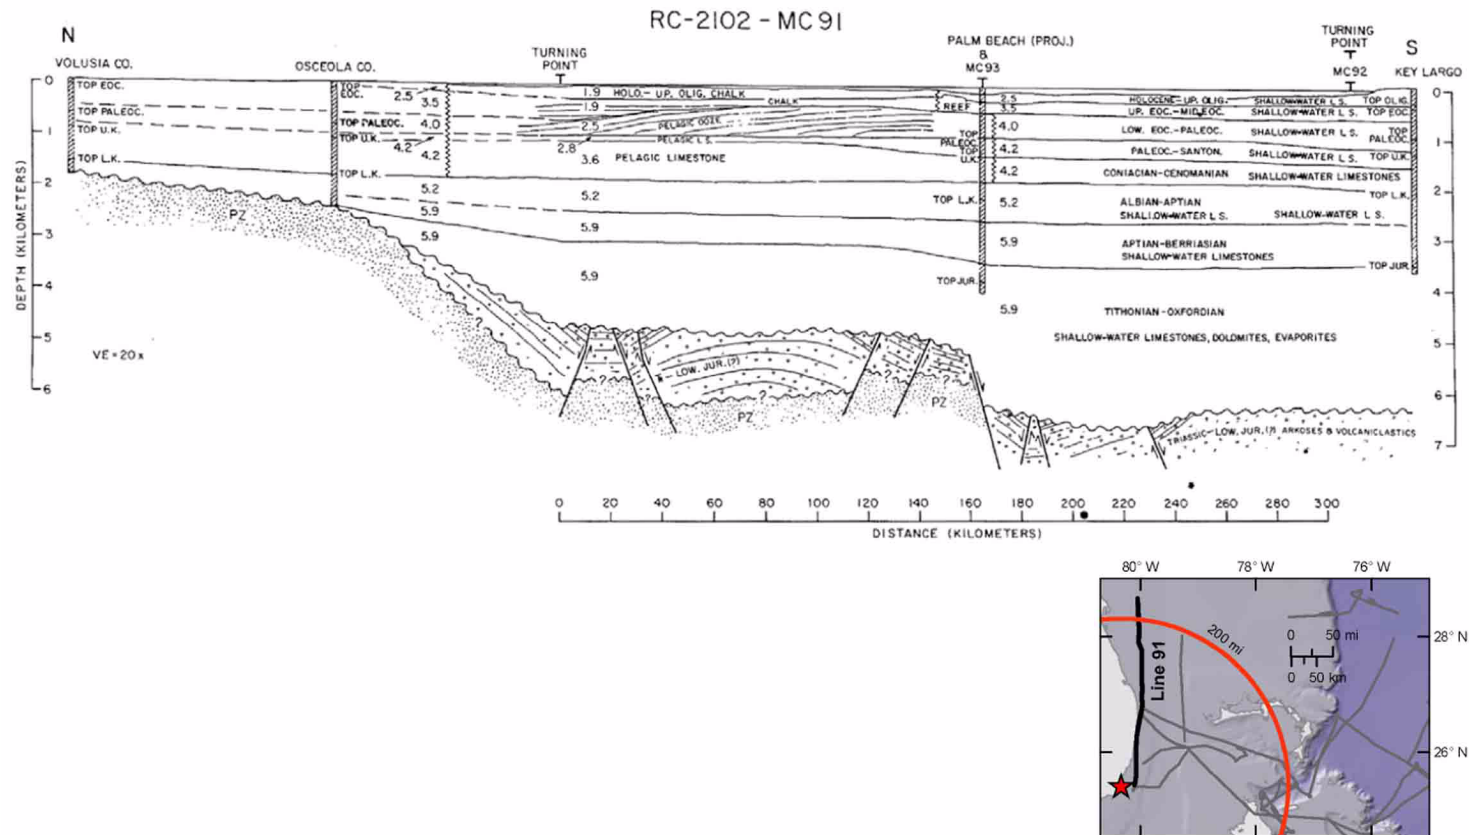 RC-2102 - MC 91
N
VOLUSIA CO.
OSCEOLA CO.
TURNING
POINT
PALM BEACH (PROJ.)
&
MC93
TURNING
POINT
MC92
S
KEY LARGO
DEPTH (KILOMETERS)
0
1
2
3
4
5
6
TOP EOC.
TOP PALEOC.
TOP U.K.
TOP L.K.
TOP
EOC.
TOP PALEOC.
TOP U.K.
TOP L.K.
2.5
3.5
4.0
4.2
4.2
5.2
5.9
5.9
1.9 HOLO.- UP. OLIG. CHALK
1.9
CHALK
2.5
PELAGIC OOZE
PELAGIC L S.
2.8
3.6 PELAGIC LIMESTONE
5.2
5.9
5.9
REEF
TOP
PALEOC.
TOP
U.K.
TOP L.K.
TOP JUR.
2.5 HOLOCENE-UP. OLIG. SHALLOW-WATER L S. TOP OLIG.
3.5 UP. EOC.-MID.EOC. SHALLOW-WATER L S. TOP EOC.
4.0 LOW. EOC.-PALEOC. SHALLOW-WATER L S. TOP
PALEOC.
4.2 PALEOC.-SANTON. SHALLOW-WATER L S. TOP U.K.
4.2 CONIACIAN-CENOMANIAN SHALLOW-WATER LIMESTONES
TOP L.K.
5.2 ALBIAN-APTIAN
SHALLOW-WATER L S. SHALLOW-WATER L S.
5.9 APTIAN-BERRIASIAN
SHALLOW-WATER LIMESTONES
TOP JUR.
5.9 TITHONIAN-OXFORDIAN
SHALLOW-WATER LIMESTONES, DOLOMITES, EVAPORITES
0
1
2
3
4
5
6
7
PZ
?
VE = 20 x
?
?
?
LOW. JUR.(?)
?
PZ
?
?
PZ
TRIASSIC-LOW. JUR.(?) ARKOSES & VOLCANICLASTICS
0 20 40 60 80 100 120 140 160 180 200 220 240 260 280 300
DISTANCE (KILOMETERS)
80° W 78° W 76° W
28° N
26° N
Line 91
200 mi
0 50 mi
0 50 km